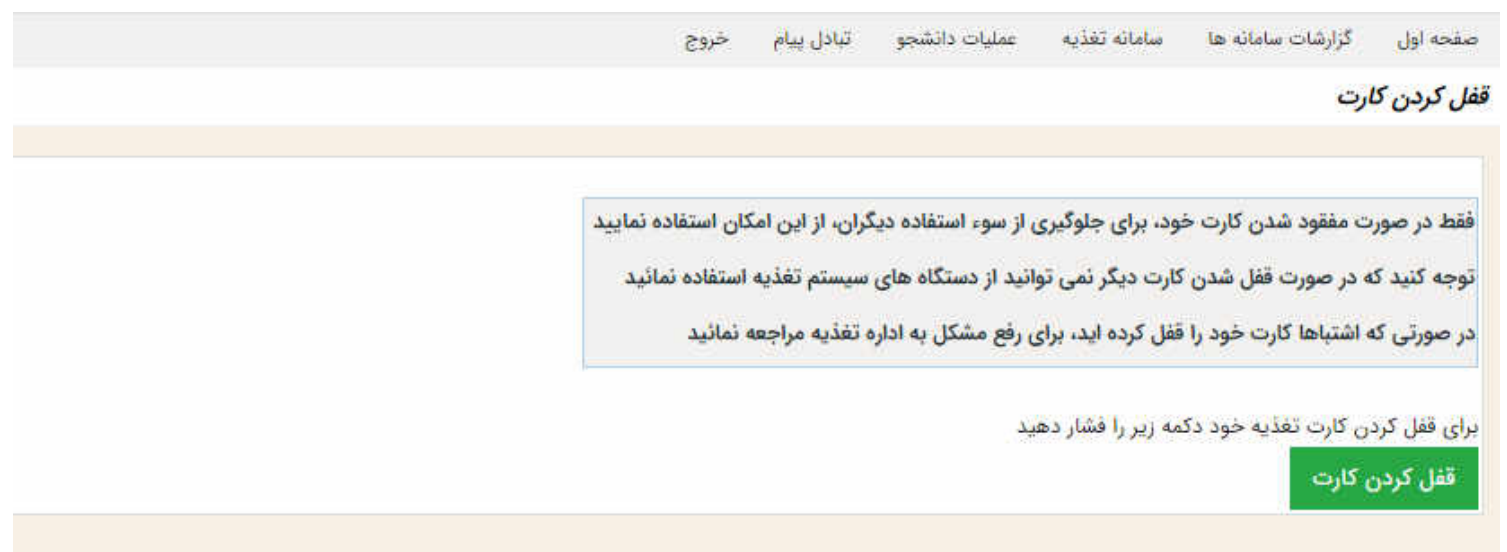 صفحه اول گزارشات سامانه ها سامانه تغذیه عملیات دانشجو تبادل پیام خروج
قفل کردن کارت
فقط در صورت مفقود شدن کارت خود، برای جلوگیری از سوء استفاده دیگران، از این امکان استفاده نمایید
توجه کنید که در صورت قفل شدن کارت دیگر نمی توانید از دستگاه های سیستم تغذیه استفاده نمائید
در صورتی که اشتباها کارت خود را قفل کرده اید، برای رفع مشکل به اداره تغذیه مراجعه نمائید
برای قفل کردن کارت تغذیه خود دکمه زیر را فشار دهید
قفل کردن کارت